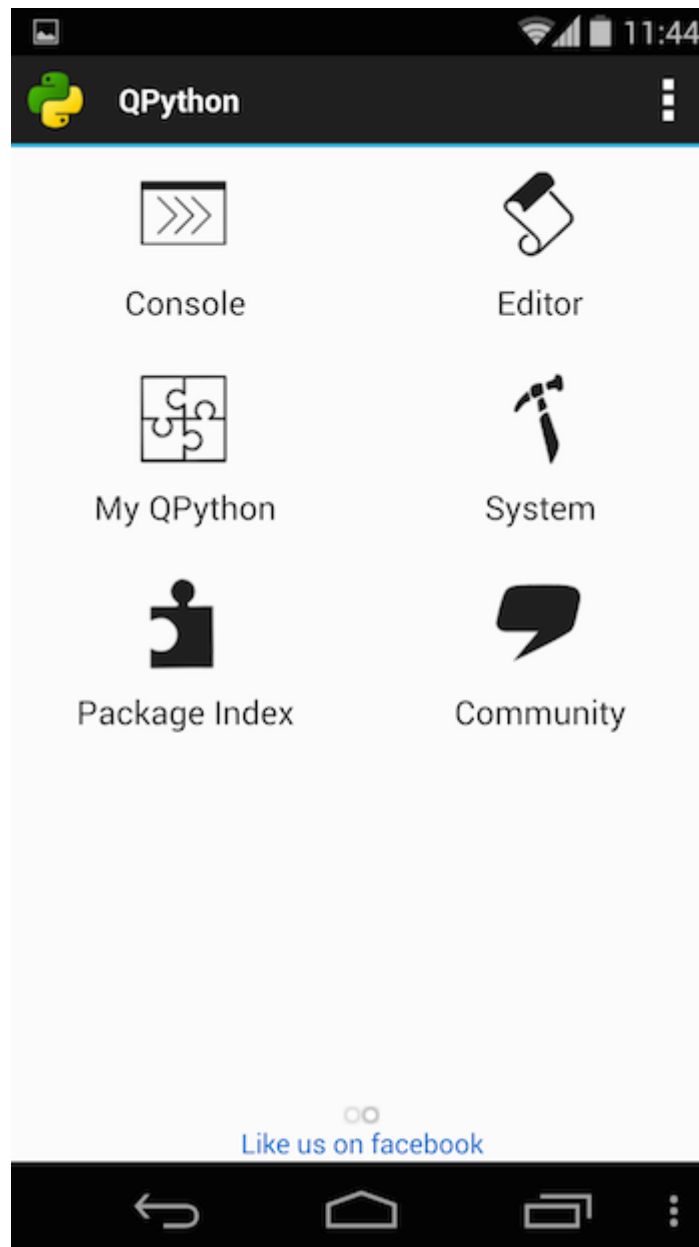 11:44
QPython
Console
Editor
My QPython
System
Package Index
Community
Like us on facebook